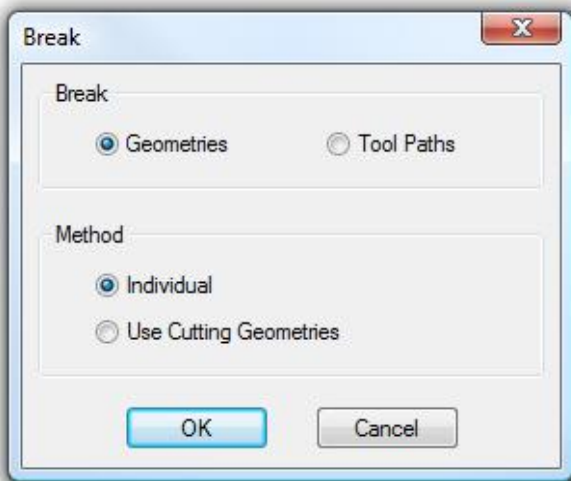 Break
Break
Geometries Tool Paths
Method
Individual
Use Cutting Geometries
OK Cancel